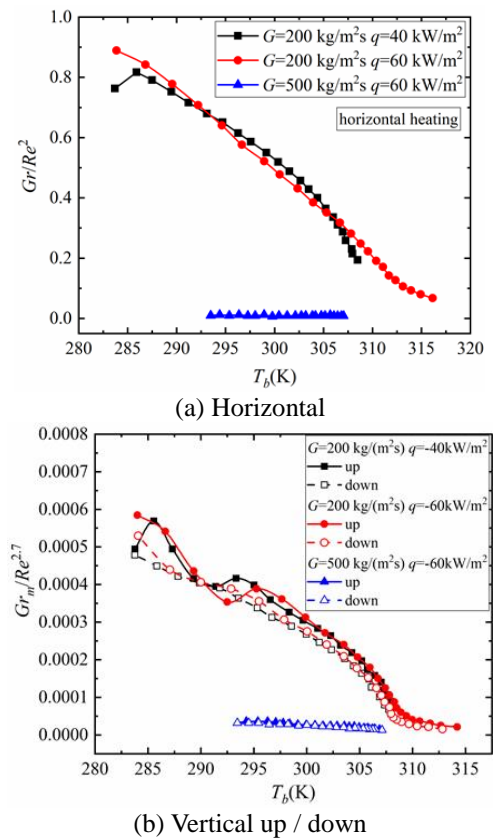 G=200 kg/m²s q=40 kW/m²
G=200 kg/m²s q=60 kW/m²
G=500 kg/m²s q=60 kW/m²
horizontal heating
Gr/Re²
1.0
0.8
0.6
0.4
0.2
0.0
280 285 290 295 300 305 310 315 320
T_b(K)
(a) Horizontal
G=200 kg/(m²s) q=-40kW/m²
up
down
G=200 kg/(m²s) q=-60kW/m²
up
down
G=500 kg/(m²s) q=-60kW/m²
up
down
Gr_m/Re^2.7
0.0008
0.0007
0.0006
0.0005
0.0004
0.0003
0.0002
0.0001
0.0000
280 285 290 295 300 305 310 315
T_b(K)
(b) Vertical up / down